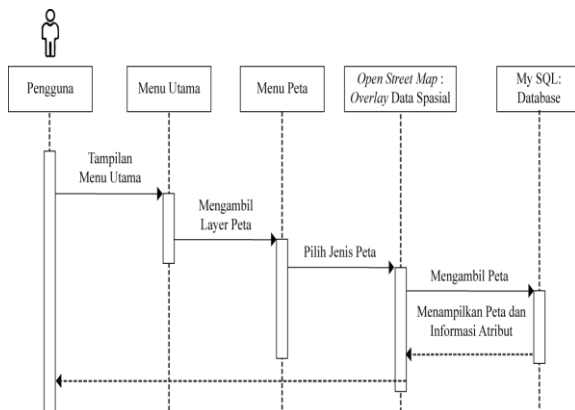 Pengguna
Menu Utama
Menu Peta
Open Street Map :
Overlay Data Spasial
My SQL:
Database
Tampilan
Menu Utama
Mengambil
Layer Peta
Pilih Jenis Peta
Mengambil Peta
Menampilkan Peta dan
Informasi Atribut